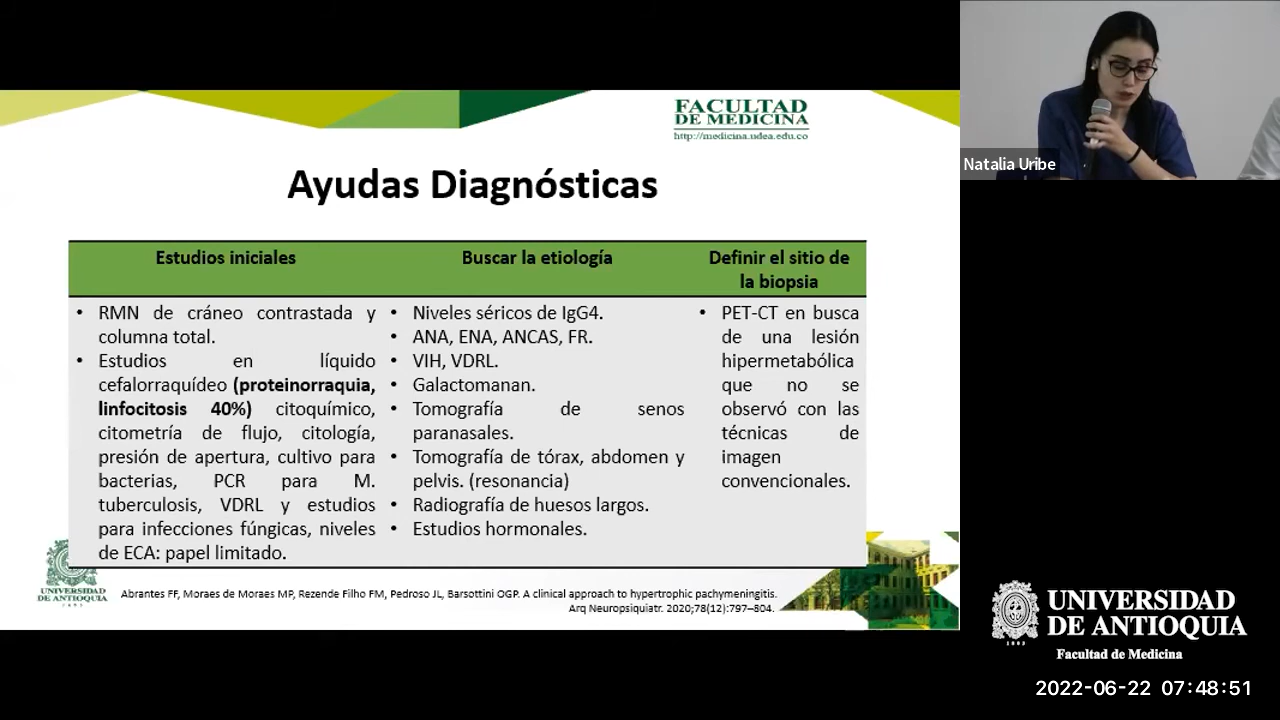 FACULTAD
DE MEDICINA
http://medicina.udea.edu.co
Natalia Uribe
Ayudas Diagnósticas
Estudios iniciales
• RMN de cráneo contrastada y
columna total.
• Estudios en líquido
cefalorraquídeo (proteinorraquia,
linfocitosis 40%) citoquímico,
citometría de flujo, citología,
presión de apertura, cultivo para
bacterias, PCR para M.
tuberculosis, VDRL y estudios
para infecciones fúngicas, niveles
de ECA: papel limitado.
Buscar la etiología
• Niveles séricos de IgG4.
• ANA, ENA, ANCAS, FR.
• VIH, VDRL.
• Galactomanan.
• Tomografía de senos
paranasales.
• Tomografía de tórax, abdomen y
pelvis. (resonancia)
• Radiografía de huesos largos.
• Estudios hormonales.
Definir el sitio de
la biopsia
• PET-CT en busca
de una lesión
hipermetabólica
que no se
observó con las
técnicas de
imagen
convencionales.
UNIVERSIDAD
DE ANTIOQUIA
1803
Abrantes FF, Moraes de Moraes MP, Rezende Filho FM, Pedroso JL, Barsottini OGP. A clinical approach to hypertrophic pachymeningitis.
Arq Neuropsiquiatr. 2020;78(12):797–804.
UNIVERSIDAD
DE ANTIOQUIA
1803
Facultad de Medicina
2022-06-22 07:48:51